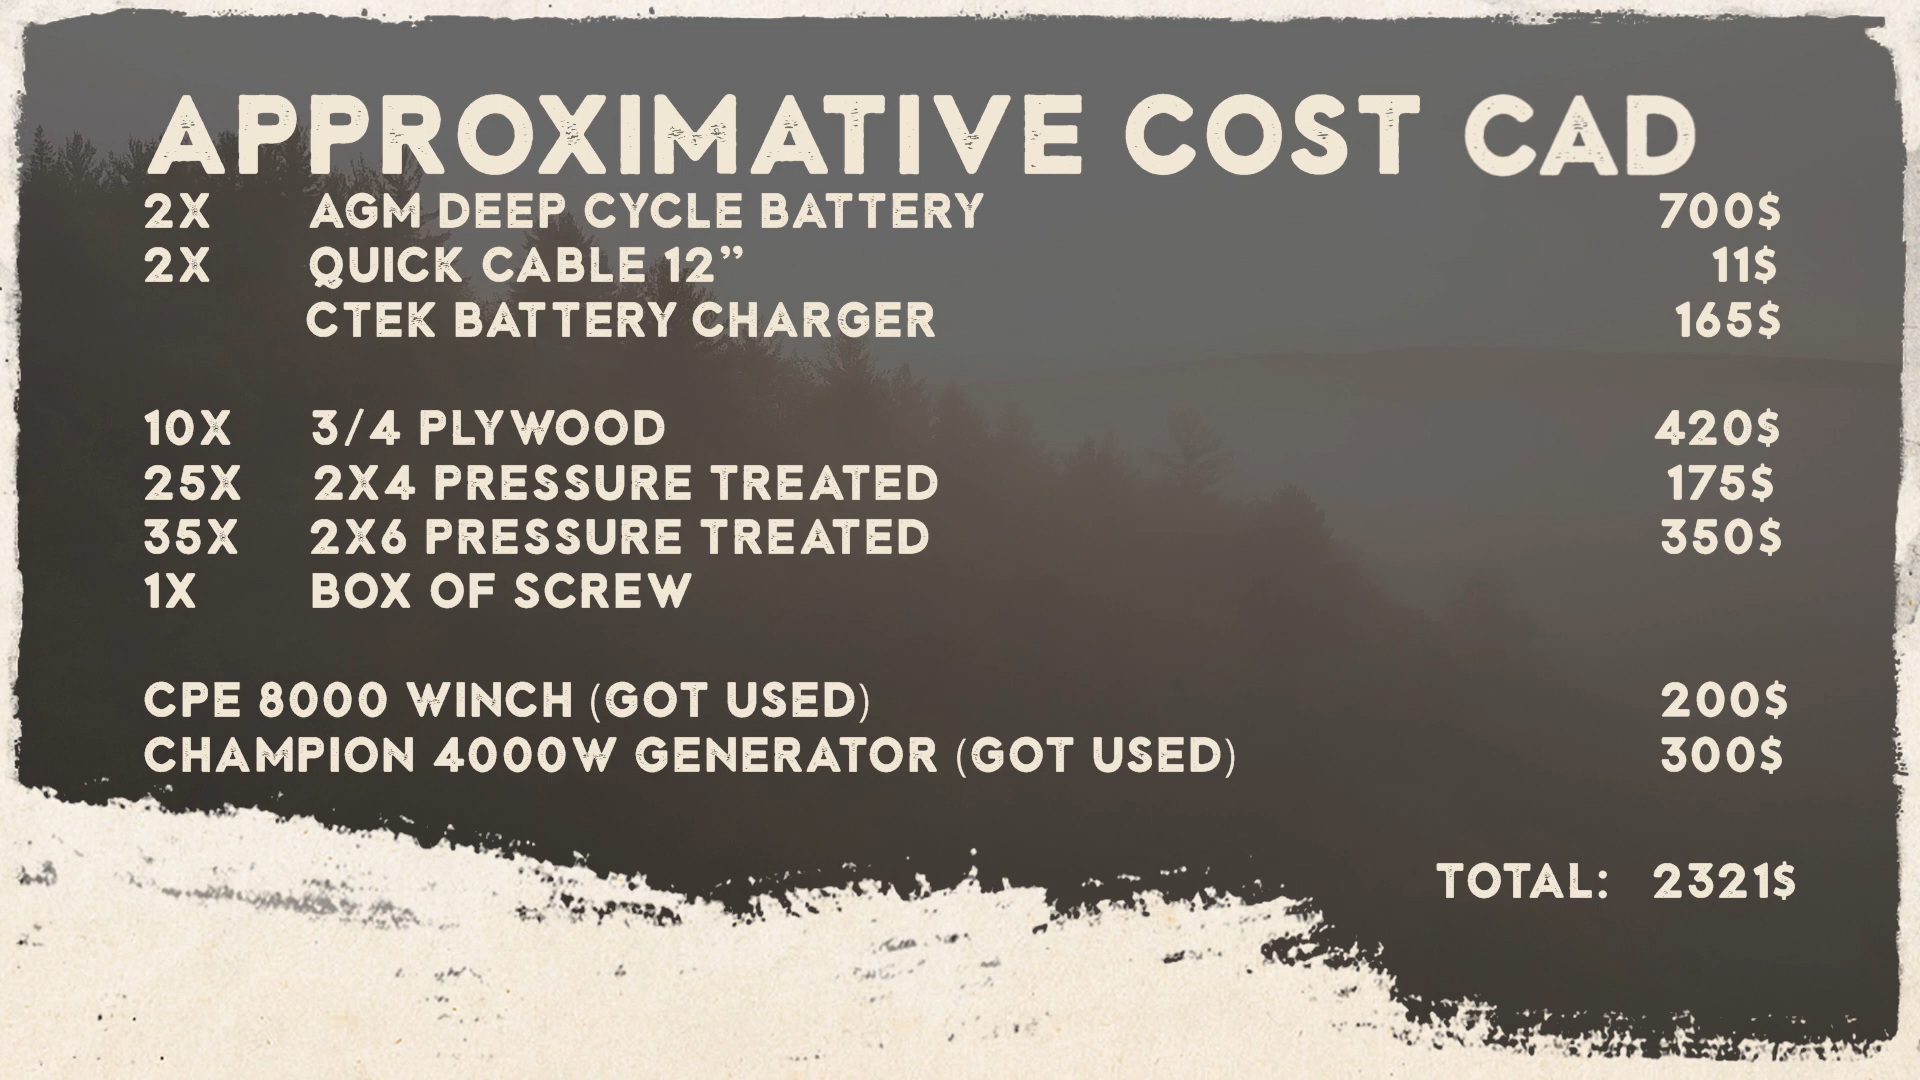 APPROXIMATIVE COST CAD
2X AGM DEEP CYCLE BATTERY 700$
2X QUICK CABLE 12” 11$
CTEK BATTERY CHARGER 165$
10X 3/4 PLYWOOD 420$
25X 2X4 PRESSURE TREATED 175$
35X 2X6 PRESSURE TREATED 350$
1X BOX OF SCREW
CPE 8000 WINCH (GOT USED) 200$
CHAMPION 4000W GENERATOR (GOT USED) 300$
TOTAL: 2321$